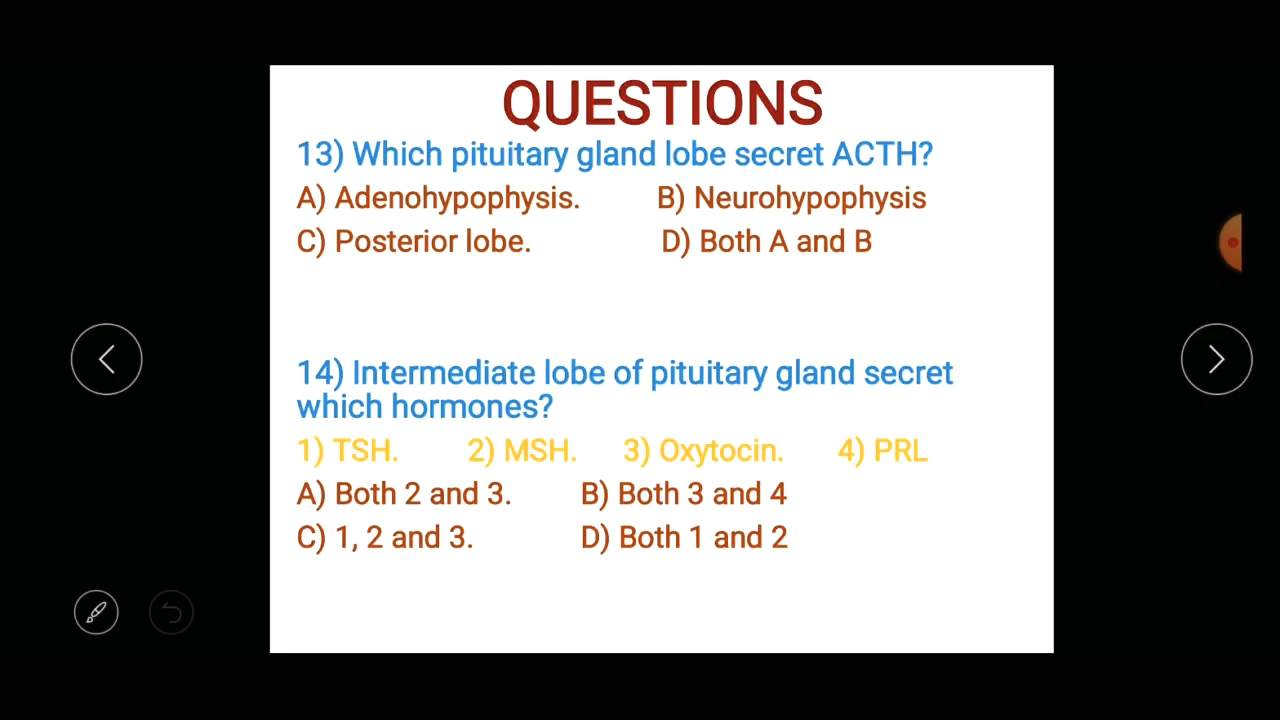 QUESTIONS
13) Which pituitary gland lobe secret ACTH?
A) Adenohypophysis. B) Neurohypophysis
C) Posterior lobe. D) Both A and B
14) Intermediate lobe of pituitary gland secret
which hormones?
1) TSH. 2) MSH. 3) Oxytocin. 4) PRL
A) Both 2 and 3. B) Both 3 and 4
C) 1, 2 and 3. D) Both 1 and 2